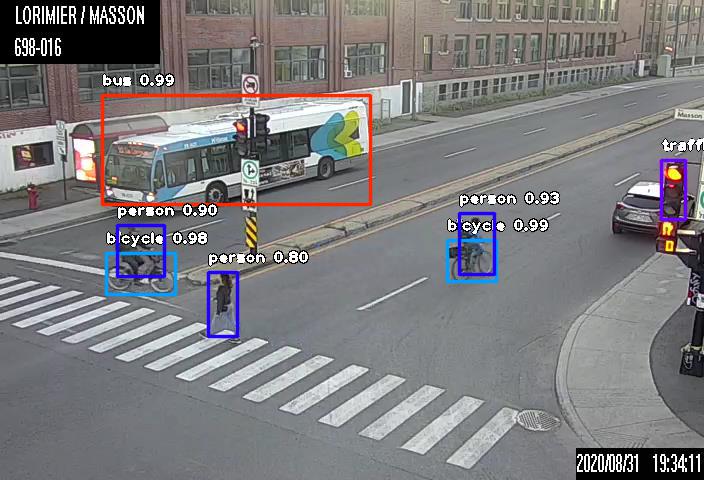 LORIMIER / MASSON
698-016
bus 0.99
Masson
traff
person 0.90
person 0.93
bicycle 0.98
bicycle 0.99
person 0.80
2020/08/31 19:34:11